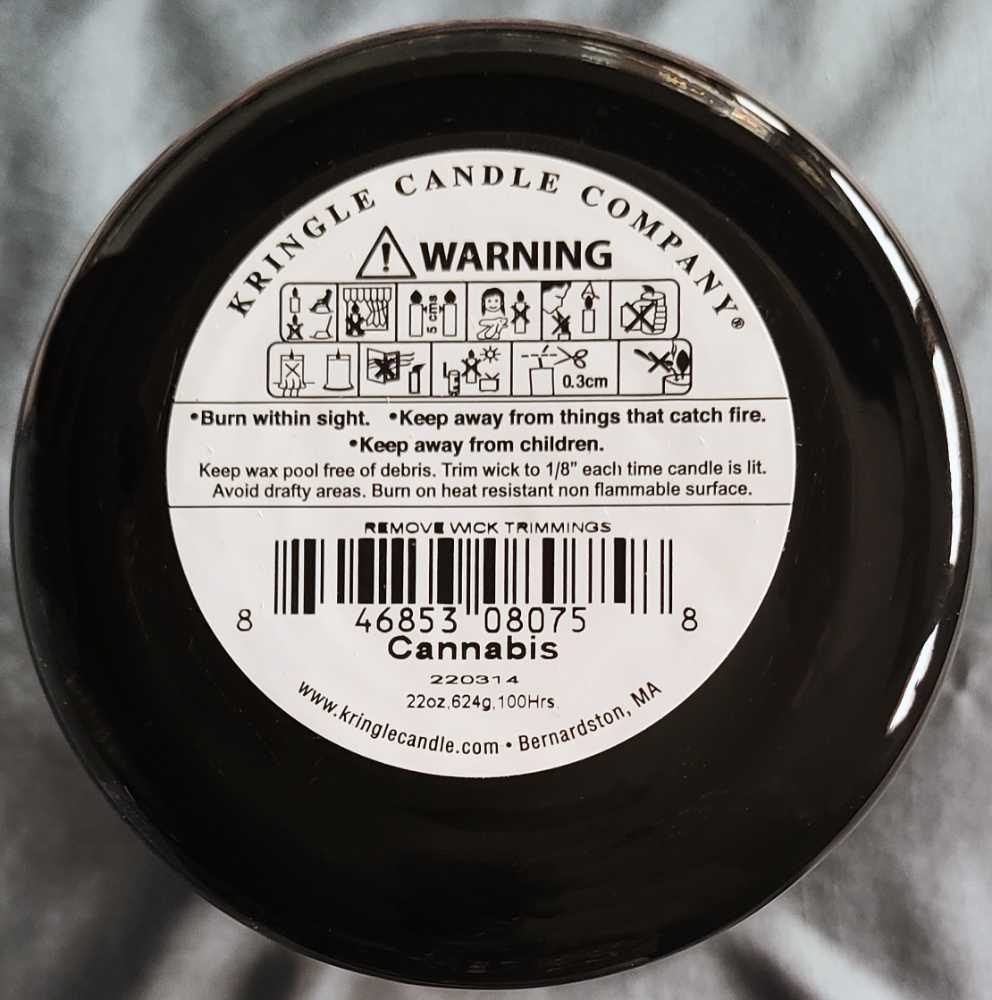 KRINGLE CANDLE COMPANY®
WARNING
5 cms
0.3cm
•Burn within sight. •Keep away from things that catch fire.
•Keep away from children.
Keep wax pool free of debris. Trim wick to 1/8" each time candle is lit.
Avoid drafty areas. Burn on heat resistant non flammable surface.
REMOVE WICK TRIMMINGS
8 46853 08075 8
Cannabis
220314
22oz,624g,100Hrs.
www.kringlecandle.com • Bernardston, MA